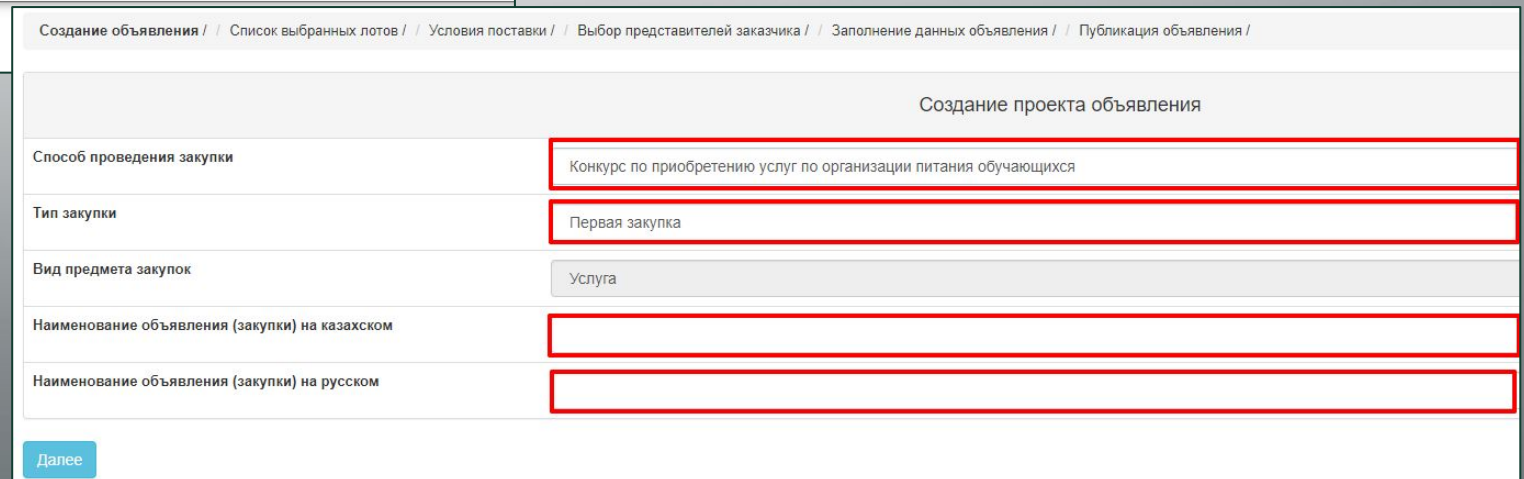 Создание объявления / / Список выбранных лотов / / Условия поставки / / Выбор представителей заказчика / / Заполнение данных объявления / / Публикация объявления /
Создание проекта объявления
Способ проведения закупки
Конкурс по приобретению услуг по организации питания обучающихся
Тип закупки
Первая закупка
Вид предмета закупок
Услуга
Наименование объявления (закупки) на казахском
Наименование объявления (закупки) на русском
Далее